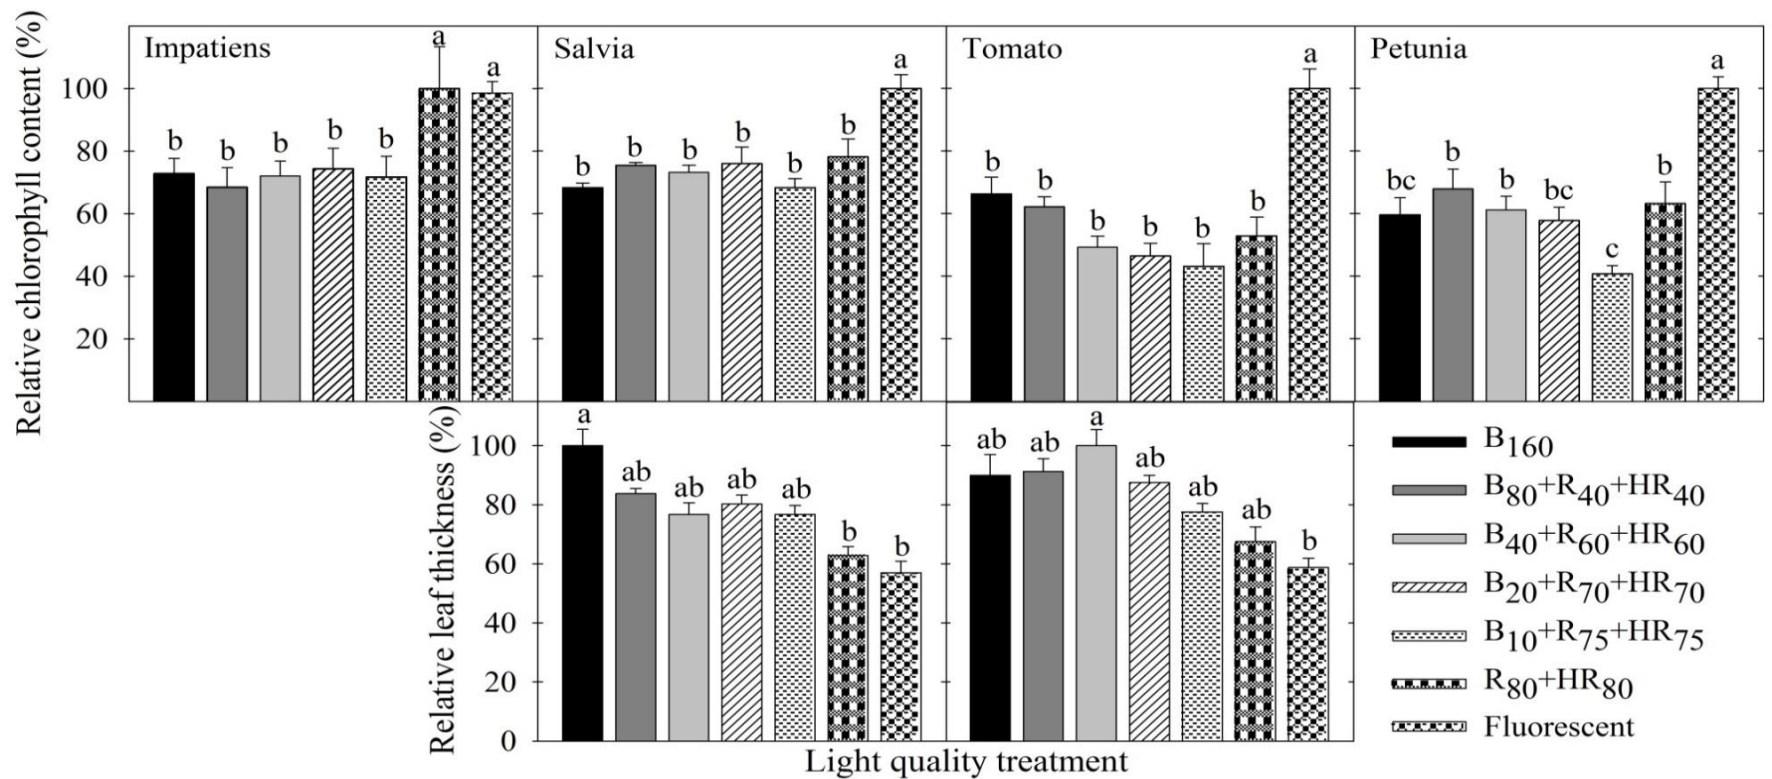 Relative chlorophyll content (%)
100
80
60
40
20
Impatiens
b b b b b a a
Salvia
b b b b b b a
Tomato
b b b b b b a
Petunia
bc b b bc c b a
Relative leaf thickness (%)
100
80
60
40
20
0
a ab ab ab ab b b
ab ab a ab ab ab b
Light quality treatment
B160
B80+R40+HR40
B40+R60+HR60
B20+R70+HR70
B10+R75+HR75
R80+HR80
Fluorescent